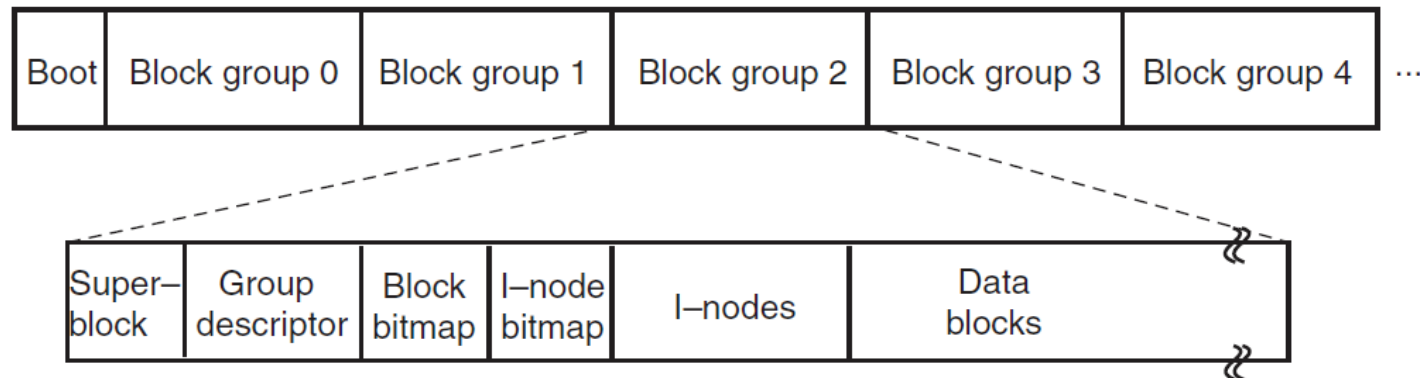 Boot Block group 0 Block group 1 Block group 2 Block group 3 Block group 4 ...
Super– Group Block I–node I–nodes Data
block descriptor bitmap bitmap blocks